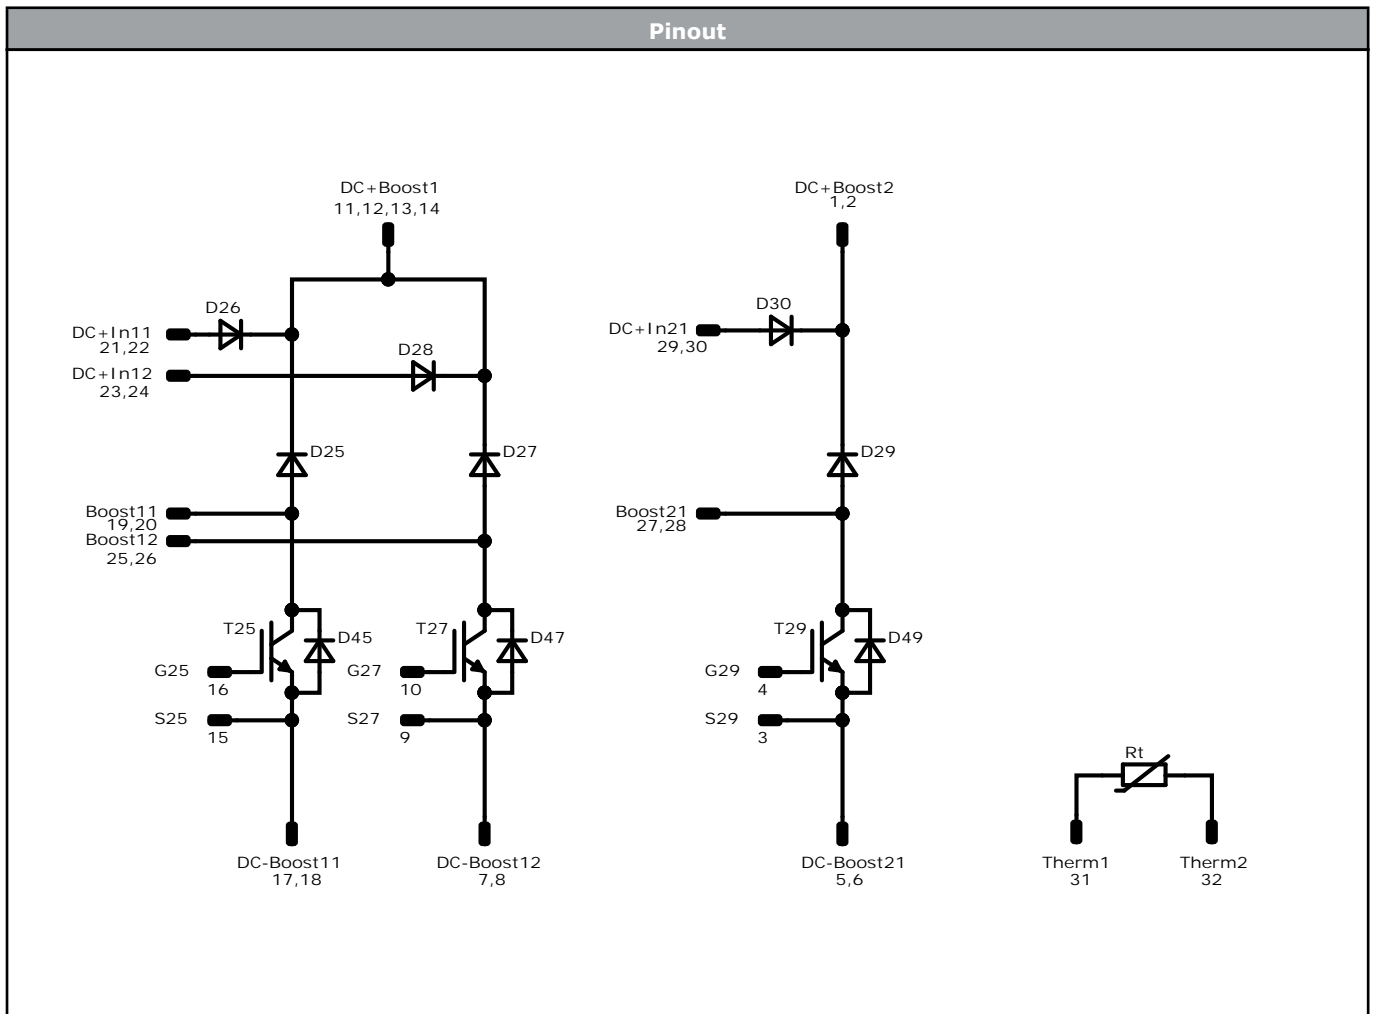 Pinout
DC+Boost1
11,12,13,14
DC+Boost2
1,2
D26
DC+In11
21,22
D28
DC+In12
23,24
D30
DC+In21
29,30
D25
D27
D29
Boost11
19,20
Boost12
25,26
Boost21
27,28
T25
D45
G25
16
S25
15
T27
D47
G27
10
S27
9
T29
D49
G29
4
S29
3
Rt
DC-Boost11
17,18
DC-Boost12
7,8
DC-Boost21
5,6
Therm1
31
Therm2
32